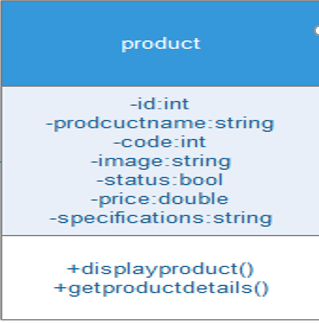 product
-id:int
-prodcuctname:string
-code:int
-image:string
-status:bool
-price:double
-specifications:string
+displayproduct()
+getproductdetails()